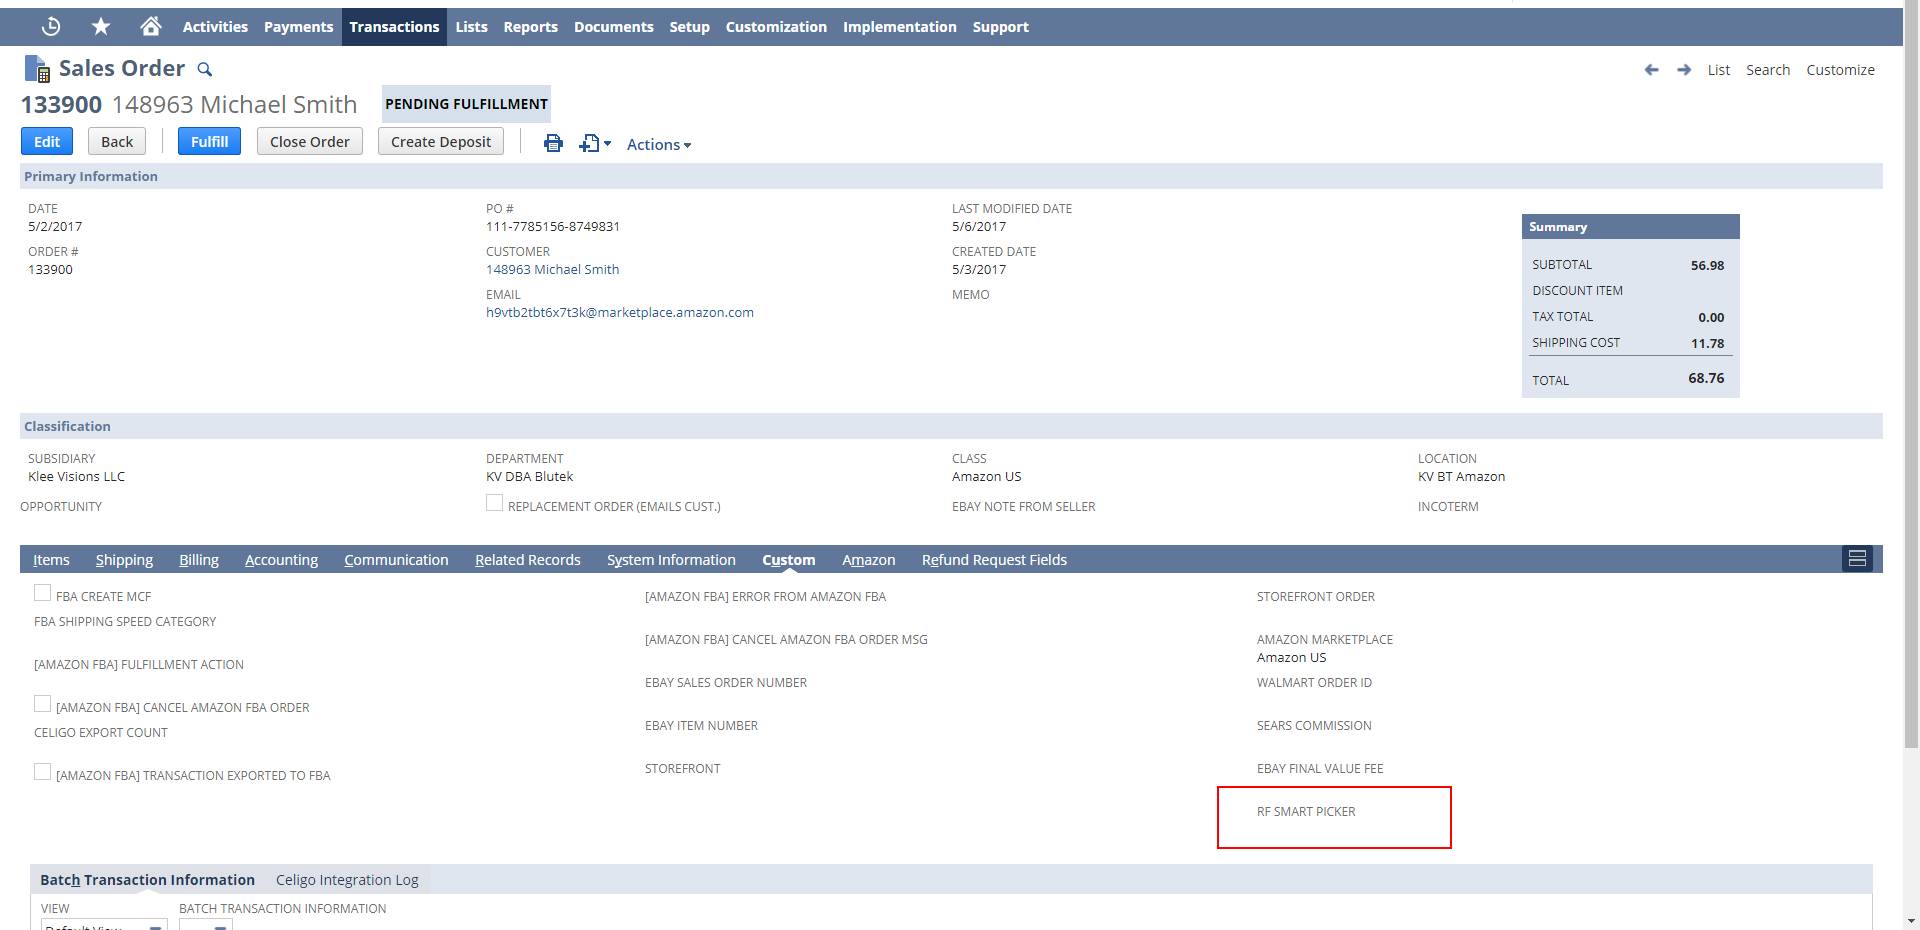 Activities Payments Transactions Lists Reports Documents Setup Customization Implementation Support
Sales Order
List Search Customize
133900 148963 Michael Smith PENDING FULFILLMENT
Edit Back Fulfill Close Order Create Deposit Actions
Primary Information
DATE
5/2/2017
ORDER #
133900
PO #
111-7785156-8749831
CUSTOMER
148963 Michael Smith
EMAIL
h9vtb2tbt6x7t3k@marketplace.amazon.com
LAST MODIFIED DATE
5/6/2017
CREATED DATE
5/3/2017
MEMO
Summary
SUBTOTAL 56.98
DISCOUNT ITEM
TAX TOTAL 0.00
SHIPPING COST 11.78
TOTAL 68.76
Classification
SUBSIDIARY
Klee Visions LLC
OPPORTUNITY
DEPARTMENT
KV DBA Blutek
REPLACEMENT ORDER (EMAILS CUST.)
CLASS
Amazon US
EBAY NOTE FROM SELLER
LOCATION
KV BT Amazon
INCOTERM
Items Shipping Billing Accounting Communication Related Records System Information Custom Amazon Refund Request Fields
FBA CREATE MCF
FBA SHIPPING SPEED CATEGORY
[AMAZON FBA] FULFILLMENT ACTION
[AMAZON FBA] CANCEL AMAZON FBA ORDER
CELIGO EXPORT COUNT
[AMAZON FBA] TRANSACTION EXPORTED TO FBA
[AMAZON FBA] ERROR FROM AMAZON FBA
[AMAZON FBA] CANCEL AMAZON FBA ORDER MSG
EBAY SALES ORDER NUMBER
EBAY ITEM NUMBER
STOREFRONT
STOREFRONT ORDER
AMAZON MARKETPLACE
Amazon US
WALMART ORDER ID
SEARS COMMISSION
EBAY FINAL VALUE FEE
RF SMART PICKER
Batch Transaction Information Celigo Integration Log
VIEW
Default View
BATCH TRANSACTION INFORMATION